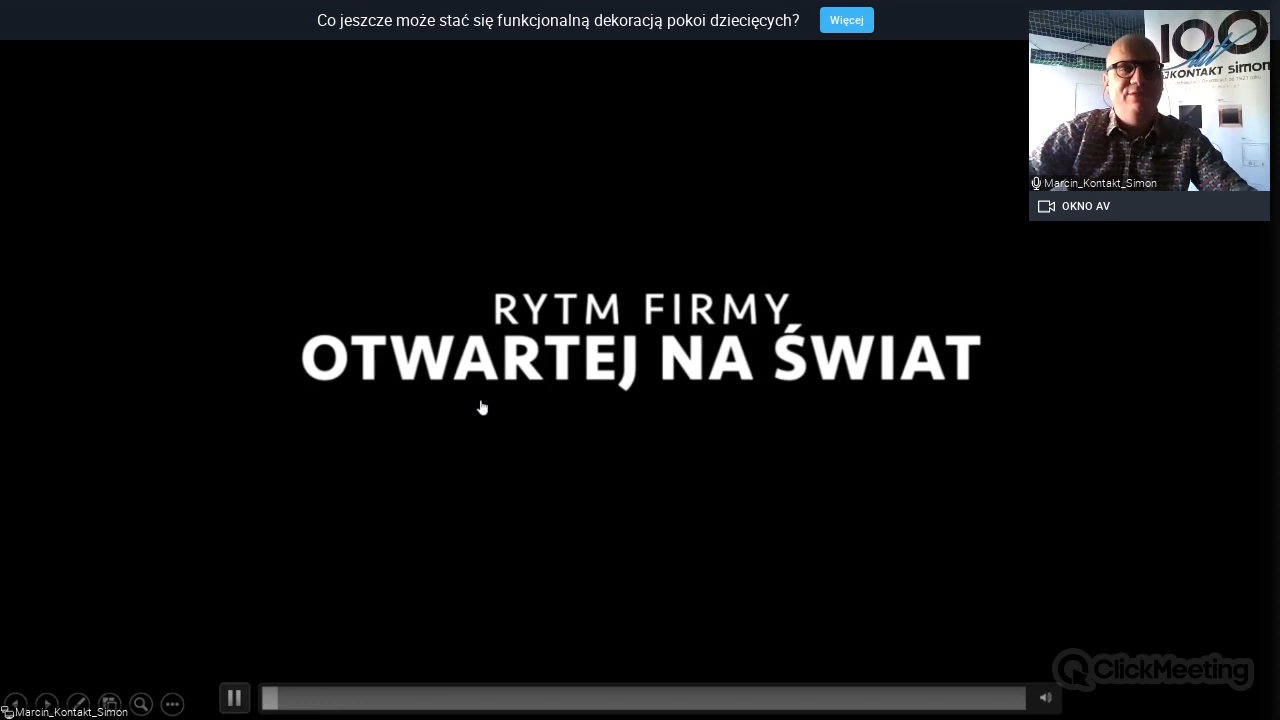 Co jeszcze może stać się funkcjonalną dekoracją pokoi dziecięcych?
Więcej
100
lat
KONTAKT simon
Marcin_Kontakt_Simon
OKNO AV
RYTM FIRMY
OTWARTEJ NA ŚWIAT
ClickMeeting
Marcin_Kontakt_Simon